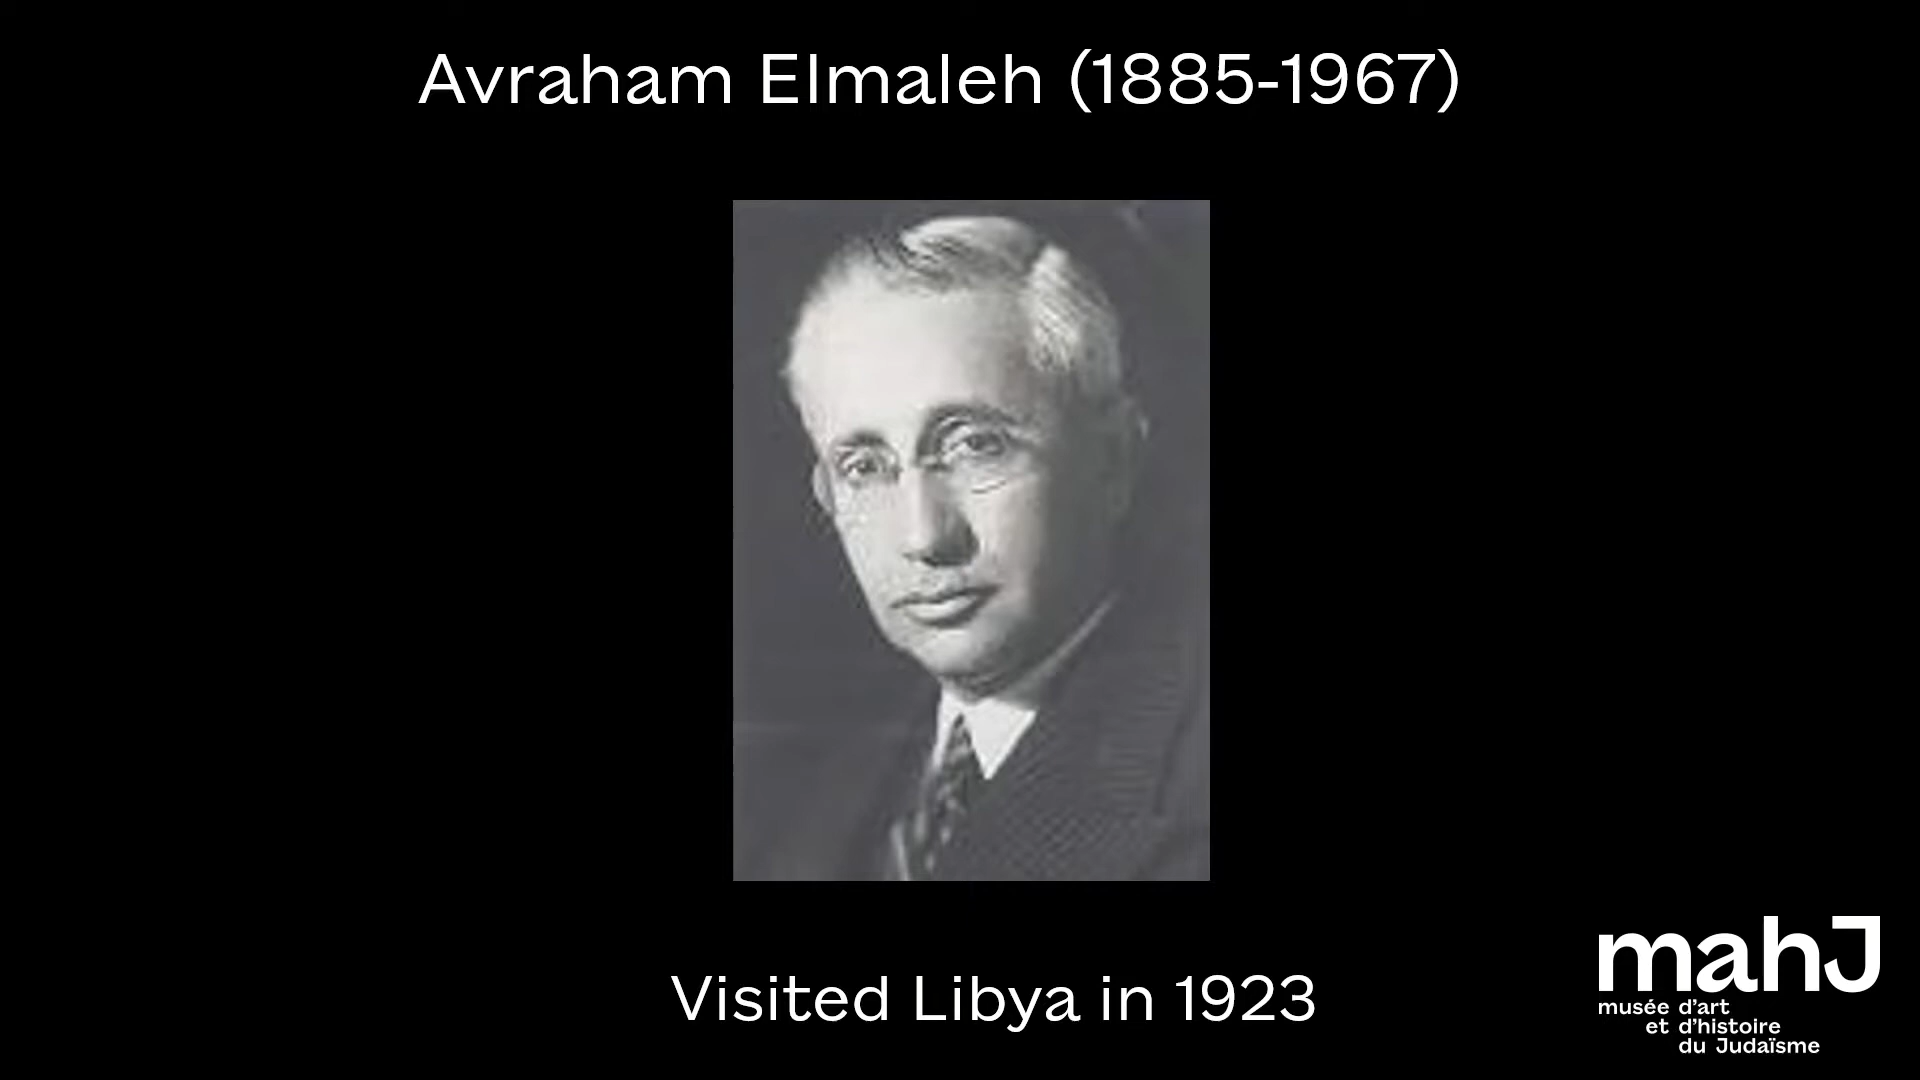 Avraham Elmaleh (1885-1967)
Visited Libya in 1923
mahJ
musée d'art
et d'histoire
du Judaïsme